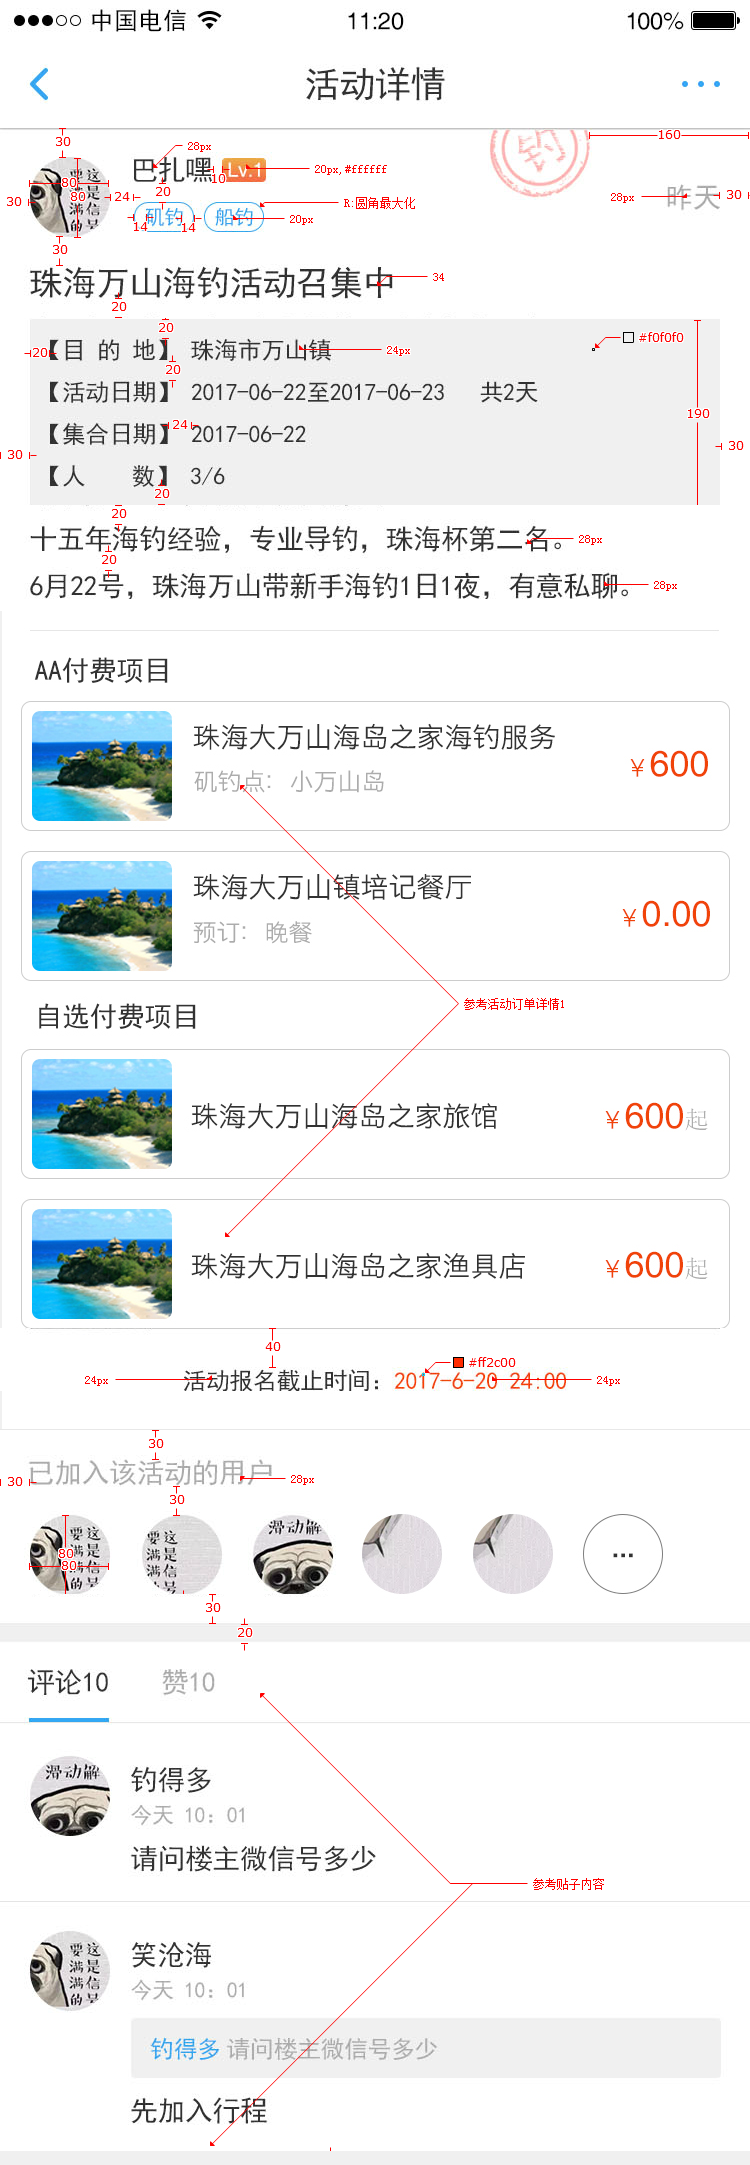 中国电信 11:20 100%
活动详情
30
28px
巴扎嘿 Lv.1 20px,#ffffff
160
钓
80
80
30
24
20
10
R:圆角最大化
28px 昨天 30
矶钓 船钓 20px
14 14
30
珠海万山海钓活动召集中 34
20
20
20 【目 的 地】 珠海市万山镇 24px #f0f0f0
20
【活动日期】 2017-06-22至2017-06-23 共2天
190
24
30 【集合日期】 2017-06-22 30
【人 数】 3/6
20
20
十五年海钓经验，专业导钓，珠海杯第二名。 28px
20
6月22号，珠海万山带新手海钓1日1夜，有意私聊。 28px
AA付费项目
珠海大万山海岛之家海钓服务
¥600
矶钓点： 小万山岛
珠海大万山镇培记餐厅
¥0.00
预订： 晚餐
参考活动订单详情1
自选付费项目
珠海大万山海岛之家旅馆 ¥600起
珠海大万山海岛之家渔具店 ¥600起
40
#ff2c00
24px 活动报名截止时间：2017-6-20 24:00 24px
30
30 已加入该活动的用户 28px
30
80
80
...
30
20
评论10 赞10
钓得多
今天 10：01
请问楼主微信号多少
参考贴子内容
笑沧海
今天 10：01
钓得多 请问楼主微信号多少
先加入行程